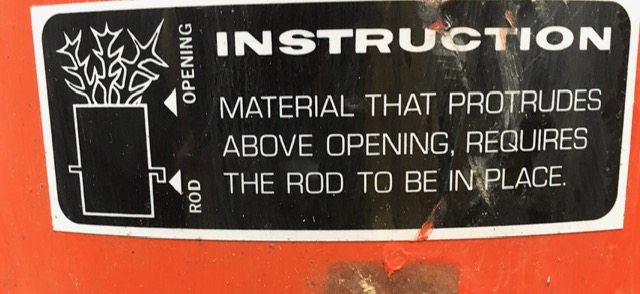 INSTRUCTION
OPENING
MATERIAL THAT PROTRUDES
ABOVE OPENING, REQUIRES
THE ROD TO BE IN PLACE.
ROD